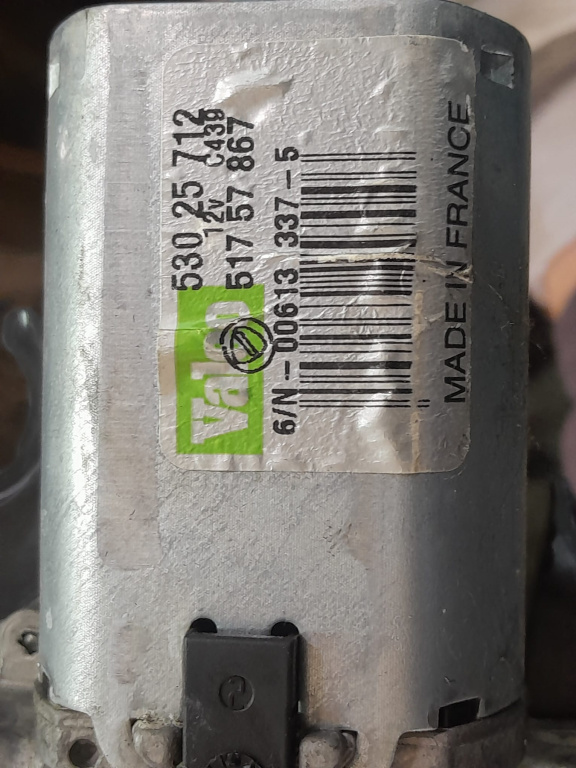 530 25 712
12V C439
Valeo
517 57 867
6/N-00613 337-5
MADE IN FRANCE